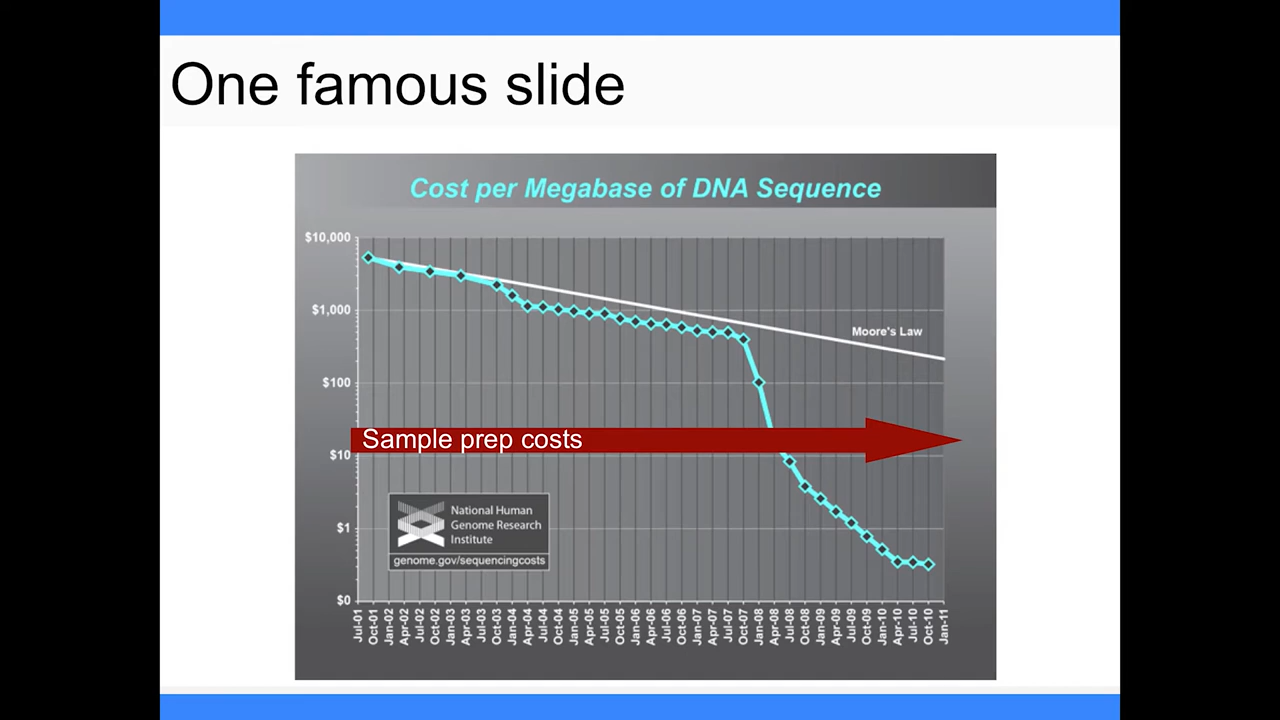 One famous slide
Cost per Megabase of DNA Sequence
$10,000
$1,000
Moore's Law
$100
Sample prep costs
$10
National Human
Genome Research
Institute
$1
genome.gov/sequencingcosts
$0
Jul-01
Oct-01
Jan-02
Apr-02
Jul-02
Oct-02
Jan-03
Apr-03
Jul-03
Oct-03
Jan-04
Apr-04
Jul-04
Oct-04
Jan-05
Apr-05
Jul-05
Oct-05
Jan-06
Apr-06
Jul-06
Oct-06
Jan-07
Apr-07
Jul-07
Oct-07
Jan-08
Apr-08
Jul-08
Oct-08
Jan-09
Apr-09
Jul-09
Oct-09
Jan-10
Apr-10
Jul-10
Oct-10
Jan-11